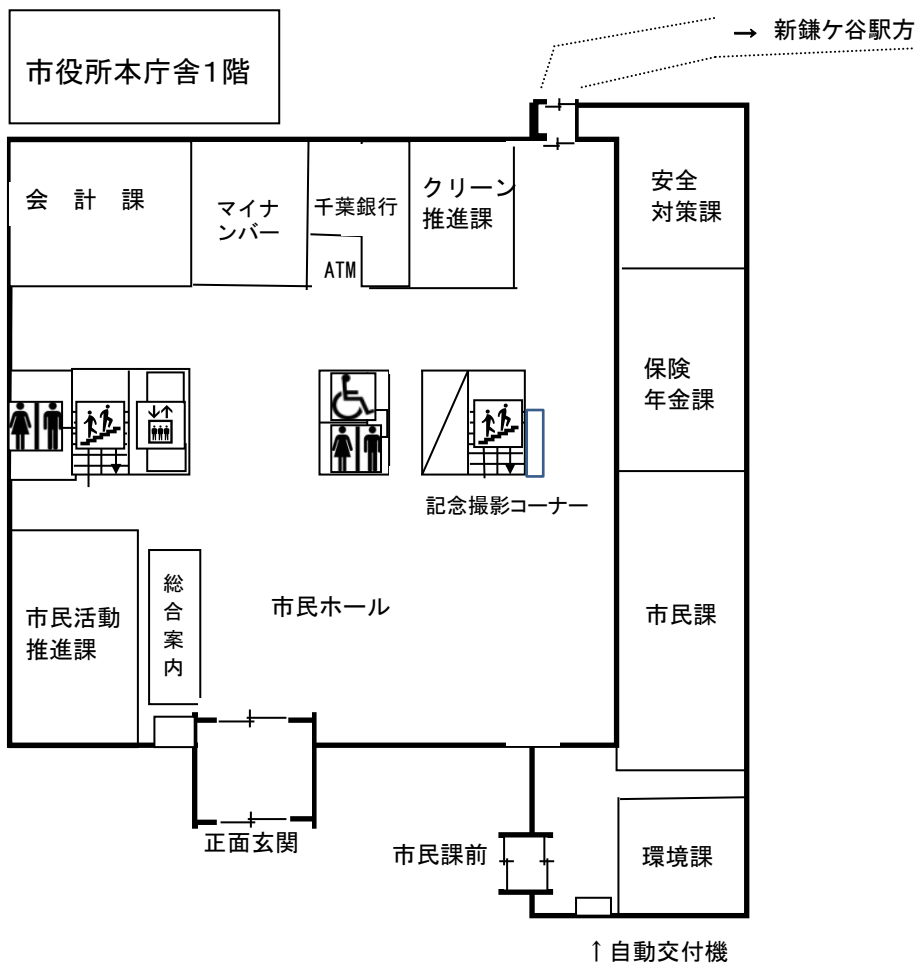 市役所本庁舎1階
→ 新鎌ケ谷駅方
会 計 課
マイナ
ンバー
千葉銀行
ATM
クリーン
推進課
安全
対策課
保険
年金課
記念撮影コーナー
市民活動
推進課
総合案内
市民ホール
市民課
正面玄関
市民課前
環境課
↑自動交付機